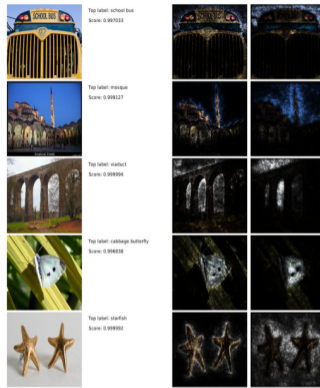 SCHOOL BUS
Top label: school bus
Score: 0.997033
Top label: mosque
Score: 0.999127
Top label: viaduct
Score: 0.999994
Top label: cabbage butterfly
Score: 0.996838
Top label: starfish
Score: 0.999992